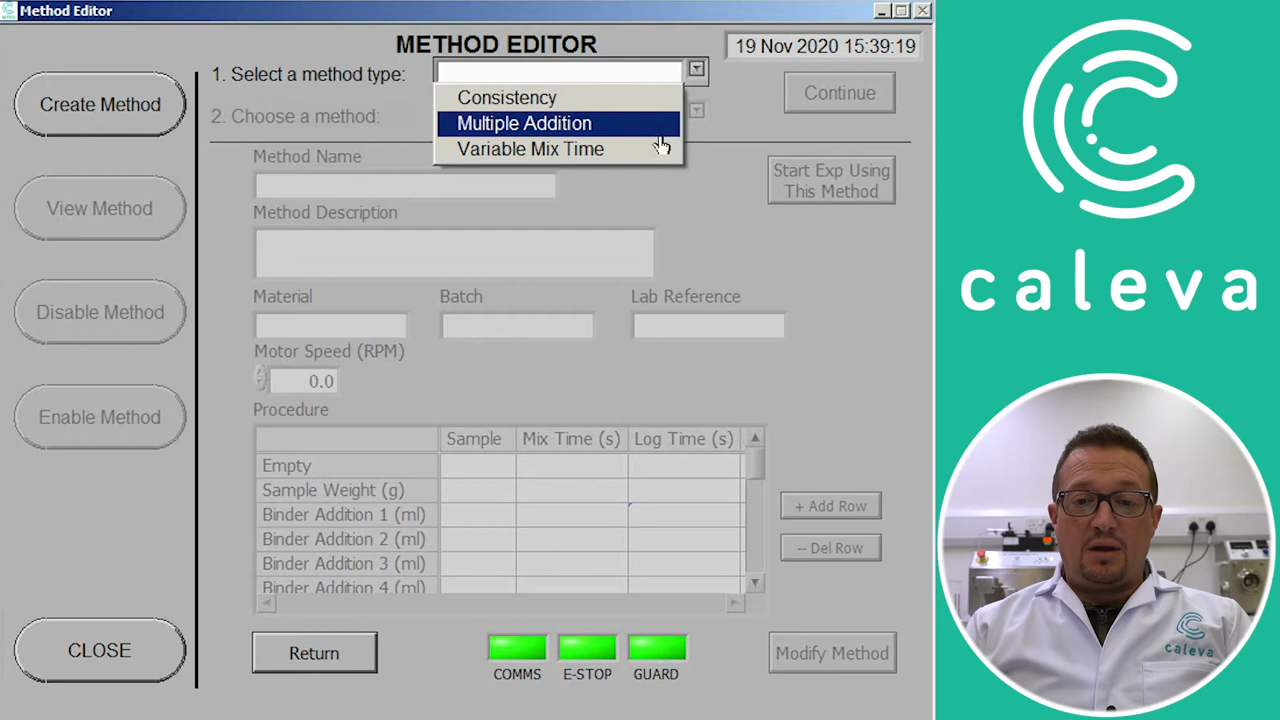 Method Editor
METHOD EDITOR
19 Nov 2020 15:39:19
1. Select a method type:
Consistency
Multiple Addition
Variable Mix Time
2. Choose a method:
Continue
Create Method
View Method
Disable Method
Enable Method
CLOSE
Method Name
Start Exp Using
This Method
Method Description
Material
Batch
Lab Reference
Motor Speed (RPM)
0.0
Procedure
Sample
Mix Time (s)
Log Time (s)
Empty
Sample Weight (g)
Binder Addition 1 (ml)
Binder Addition 2 (ml)
Binder Addition 3 (ml)
Binder Addition 4 (ml)
+ Add Row
-- Del Row
Return
COMMS
E-STOP
GUARD
Modify Method
caleva
caleva